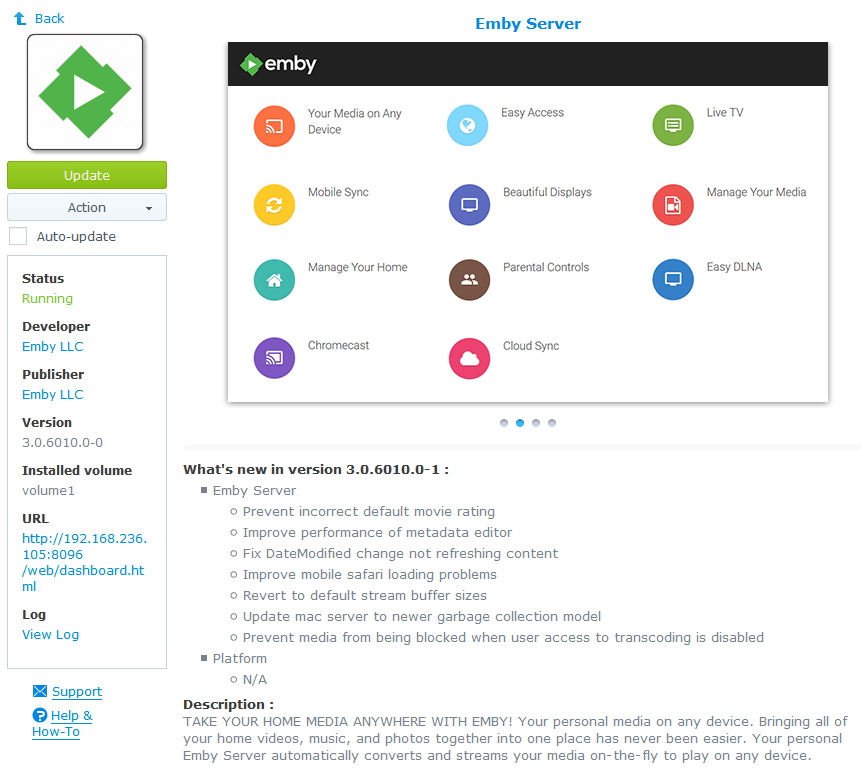 Back
Update
Action
Auto-update
Status
Running
Developer
Emby LLC
Publisher
Emby LLC
Version
3.0.6010.0-0
Installed volume
volume1
URL
http://192.168.236.
105:8096
/web/dashboard.ht
ml
Log
View Log
Support
Help &
How-To
Emby Server
emby
Your Media on Any
Device
Easy Access
Live TV
Mobile Sync
Beautiful Displays
Manage Your Media
Manage Your Home
Parental Controls
Easy DLNA
Chromecast
Cloud Sync
What's new in version 3.0.6010.0-1 :
Emby Server
Prevent incorrect default movie rating
Improve performance of metadata editor
Fix DateModified change not refreshing content
Improve mobile safari loading problems
Revert to default stream buffer sizes
Update mac server to newer garbage collection model
Prevent media from being blocked when user access to transcoding is disabled
Platform
N/A
Description :
TAKE YOUR HOME MEDIA ANYWHERE WITH EMBY! Your personal media on any device. Bringing all of
your home videos, music, and photos together into one place has never been easier. Your personal
Emby Server automatically converts and streams your media on-the-fly to play on any device.